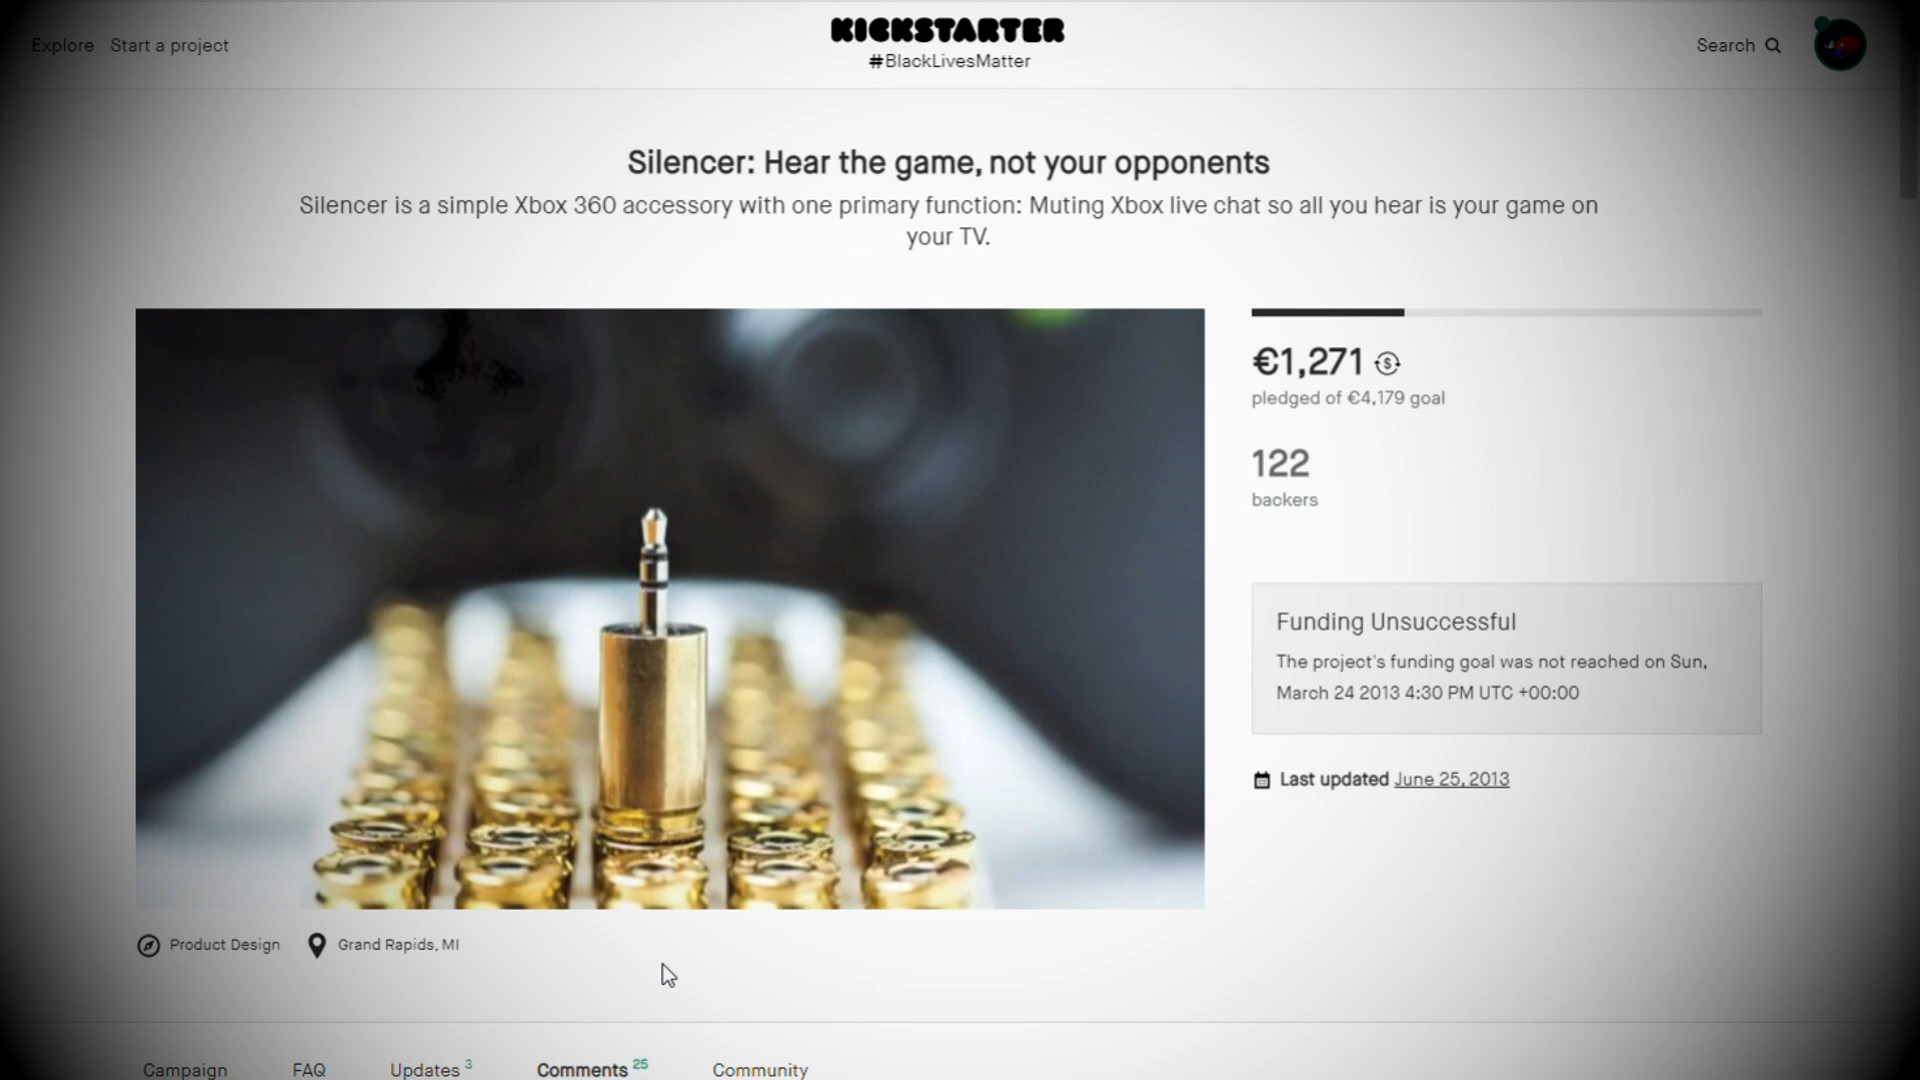 KICKSTARTER
#BlackLivesMatter
Explore Start a project
Search
Silencer: Hear the game, not your opponents
Silencer is a simple Xbox 360 accessory with one primary function: Muting Xbox live chat so all you hear is your game on
your TV.
€1,271
pledged of €4,179 goal
122
backers
Funding Unsuccessful
The project's funding goal was not reached on Sun,
March 24 2013 4:30 PM UTC +00:00
Last updated June 25, 2013
Product Design Grand Rapids, MI
Campaign FAQ Updates 3 Comments 25 Community